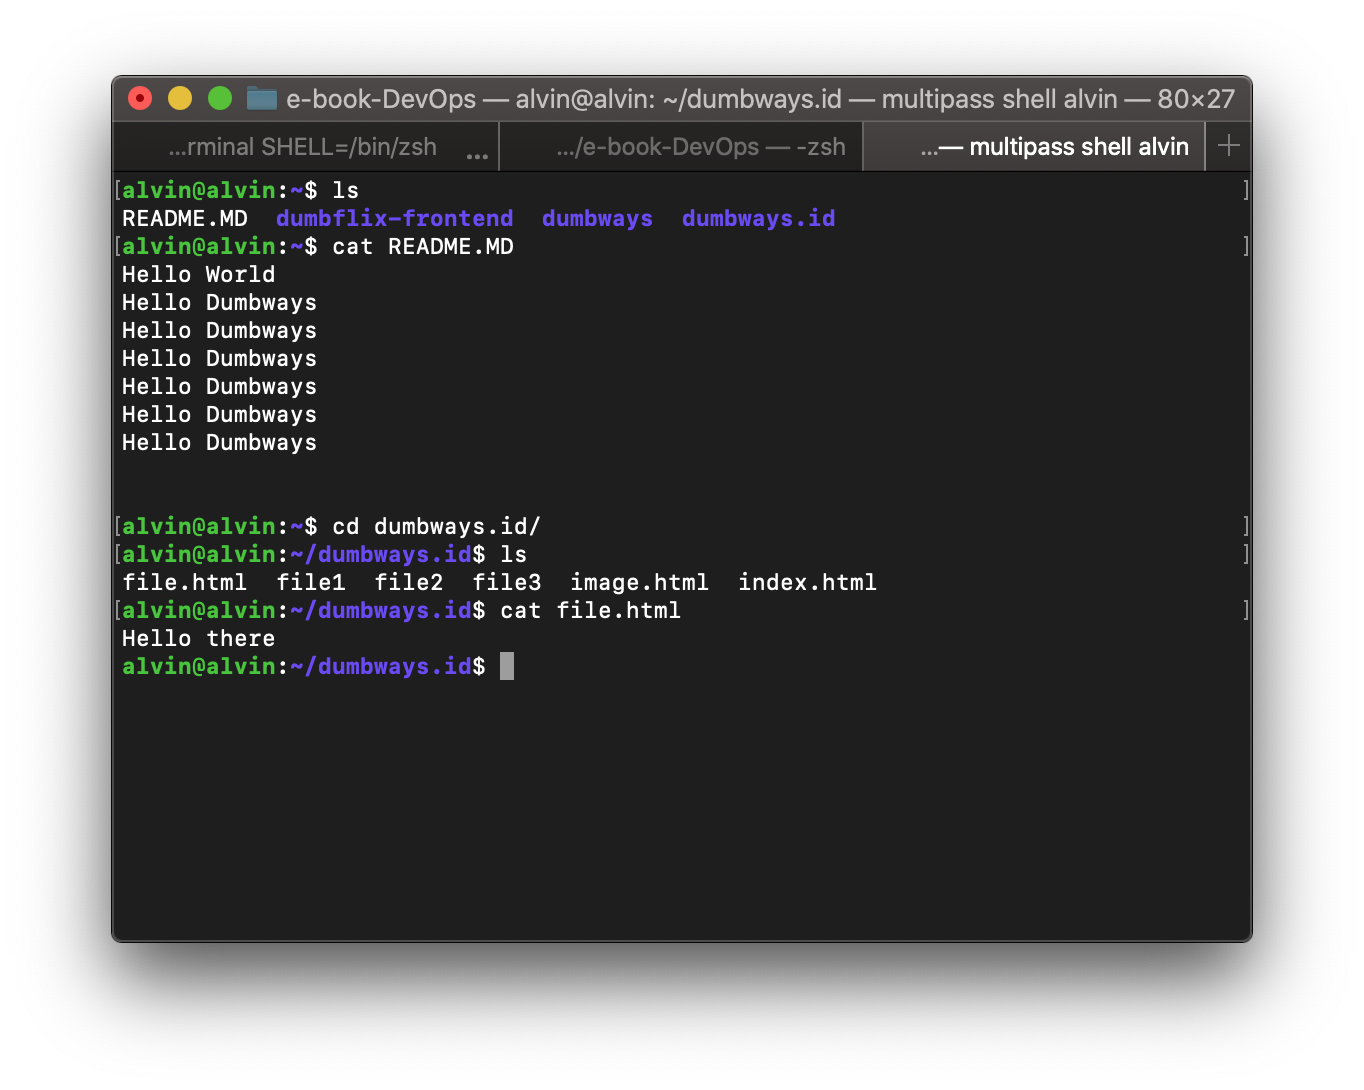 e-book-DevOps — alvin@alvin: ~/dumbways.id — multipass shell alvin — 80×27
...rminal SHELL=/bin/zsh ... .../e-book-DevOps — -zsh ...— multipass shell alvin +
[alvin@alvin:~$ ls ]
README.MD  dumbflix-frontend  dumbways  dumbways.id
[alvin@alvin:~$ cat README.MD ]
Hello World
Hello Dumbways
Hello Dumbways
Hello Dumbways
Hello Dumbways
Hello Dumbways
Hello Dumbways
[alvin@alvin:~$ cd dumbways.id/ ]
[alvin@alvin:~/dumbways.id$ ls ]
file.html  file1  file2  file3  image.html  index.html
[alvin@alvin:~/dumbways.id$ cat file.html ]
Hello there
alvin@alvin:~/dumbways.id$